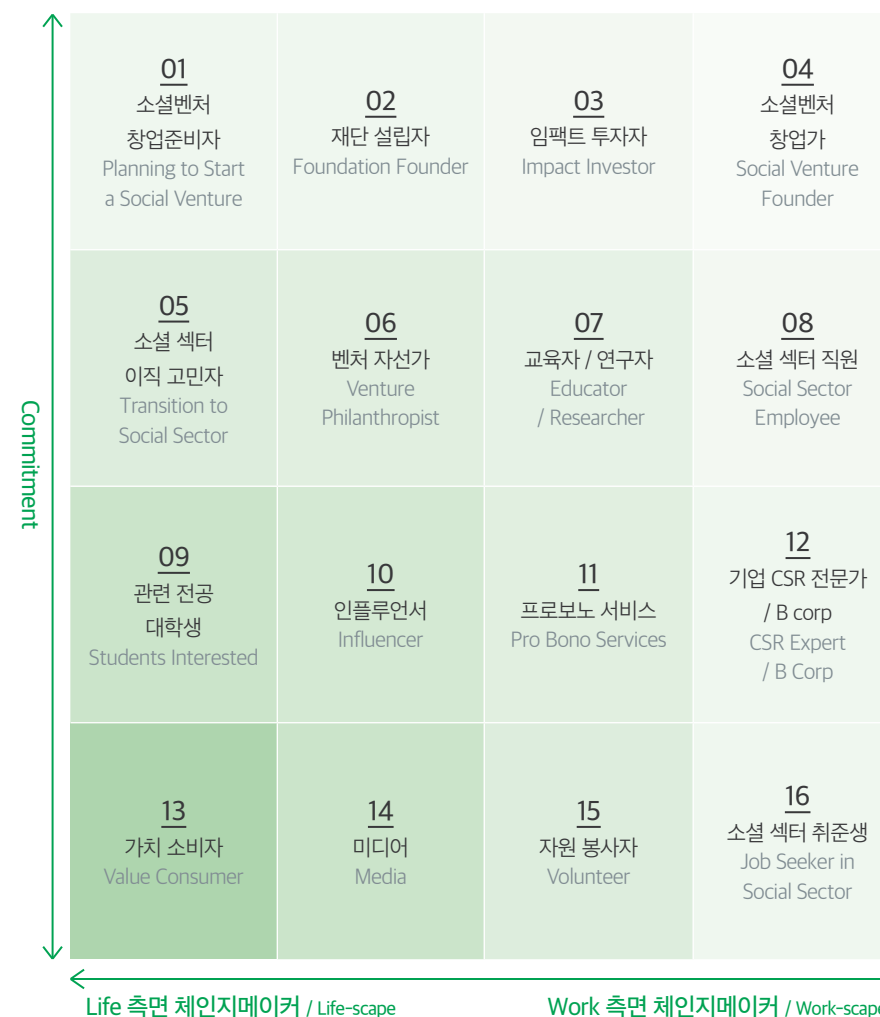 01
소셜벤처
창업준비자
Planning to Start
a Social Venture
02
재단 설립자
Foundation Founder
03
임팩트 투자자
Impact Investor
04
소셜벤처
창업가
Social Venture
Founder
05
소셜 섹터
이직 고민자
Transition to
Social Sector
06
벤처 자선가
Venture
Philanthropist
07
교육자 / 연구자
Educator
/ Researcher
08
소셜 섹터 직원
Social Sector
Employee
Commitment
09
관련 전공
대학생
Students Interested
10
인플루언서
Influencer
11
프로보노 서비스
Pro Bono Services
12
기업 CSR 전문가
/ B corp
CSR Expert
/ B Corp
13
가치 소비자
Value Consumer
14
미디어
Media
15
자원 봉사자
Volunteer
16
소셜 섹터 취준생
Job Seeker in
Social Sector
Life 측면 체인지메이커 / Life-scape
Work 측면 체인지메이커 / Work-scape